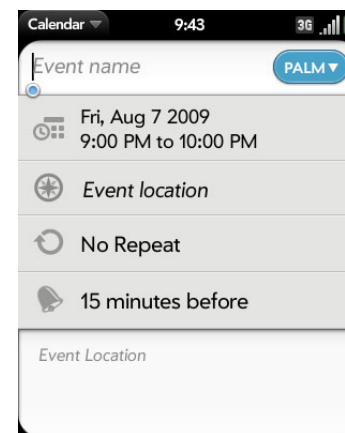 Calendar 9:43 3G
Event name PALM
Fri, Aug 7 2009
9:00 PM to 10:00 PM
Event location
No Repeat
15 minutes before
Event Location